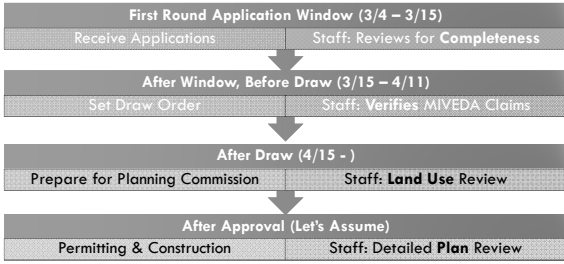 First Round Application Window (3/4 – 3/15)
Receive Applications Staff: Reviews for Completeness
After Window, Before Draw (3/15 – 4/11)
Set Draw Order Staff: Verifies MIVEDA Claims
After Draw (4/15 - )
Prepare for Planning Commission Staff: Land Use Review
After Approval (Let's Assume)
Permitting & Construction Staff: Detailed Plan Review